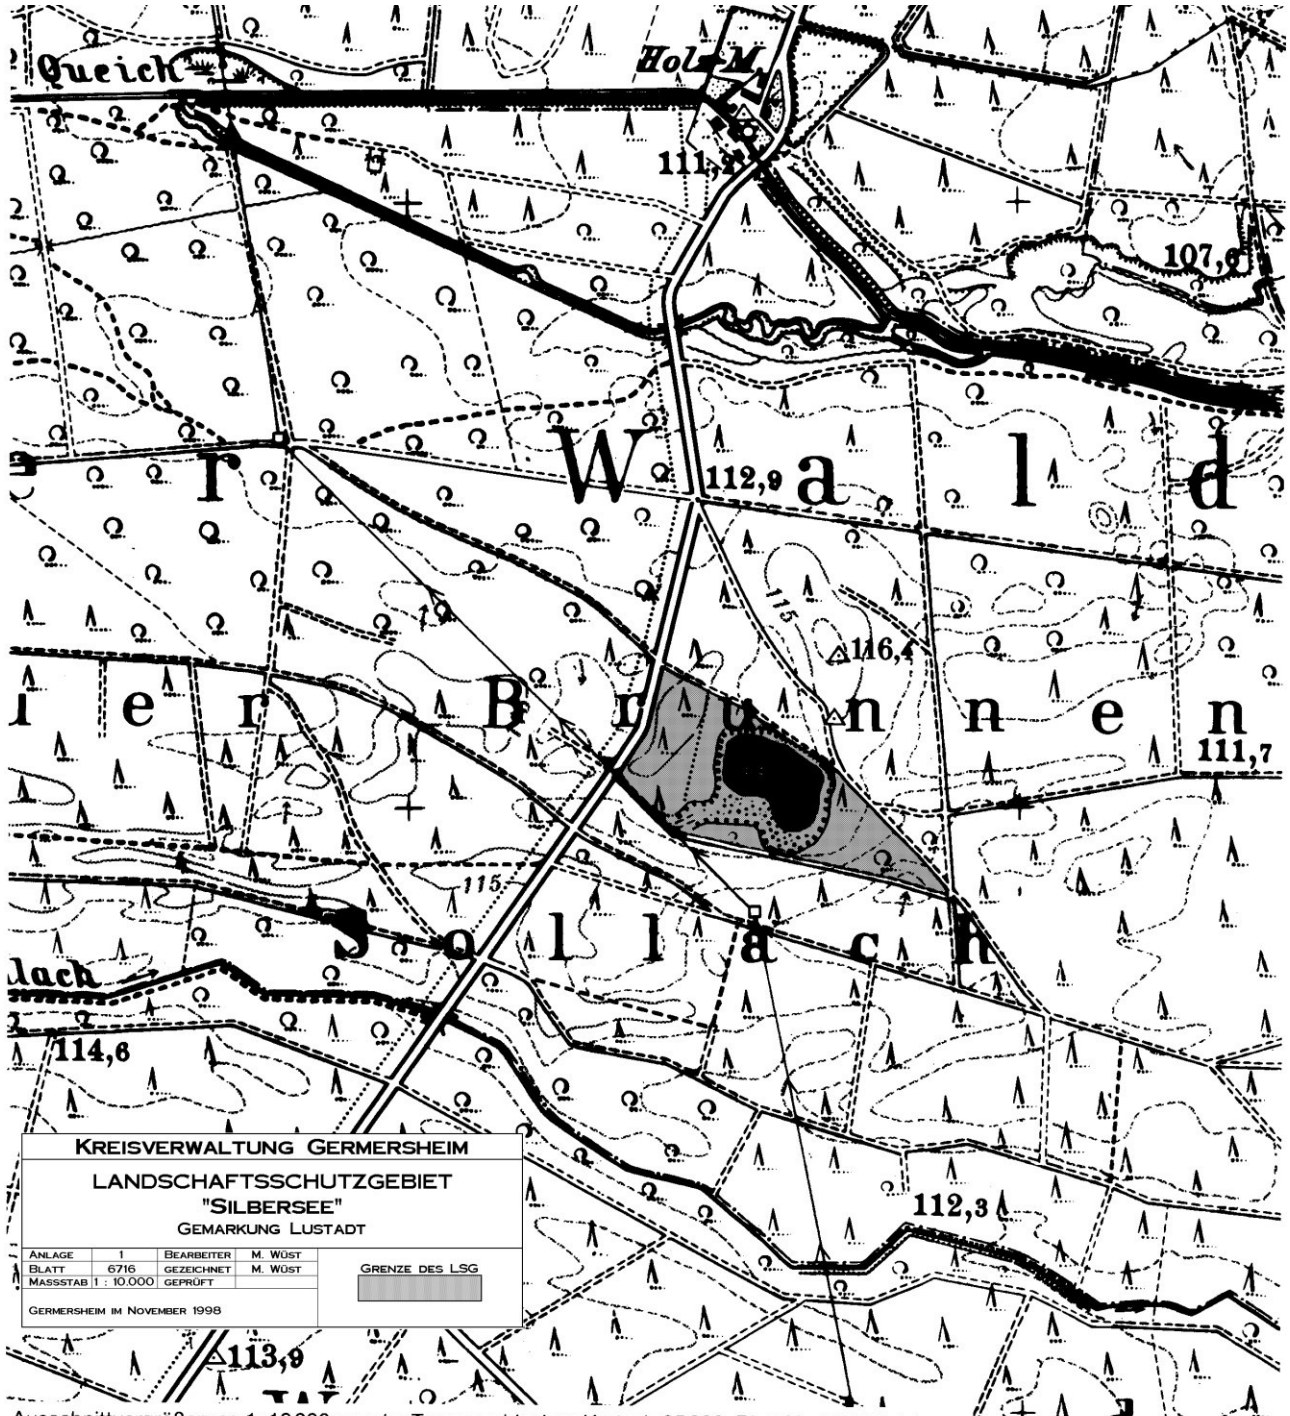 Queich
Holz-M.
111,2
107,6
e r W a l d
112,9
115
116,4
i e r B r u n n e n
111,7
115
S o l l a c h
lach
114,6
KREISVERWALTUNG GERMERSHEIM
LANDSCHAFTSSCHUTZGEBIET
"SILBERSEE"
GEMARKUNG LUSTADT
ANLAGE 1 BEARBEITER M. WÜST
BLATT 6716 GEZEICHNET M. WÜST
MASSSTAB 1 : 10.000 GEPRÜFT
GRENZE DES LSG
GERMERSHEIM IM NOVEMBER 1998
112,3
113,9
W